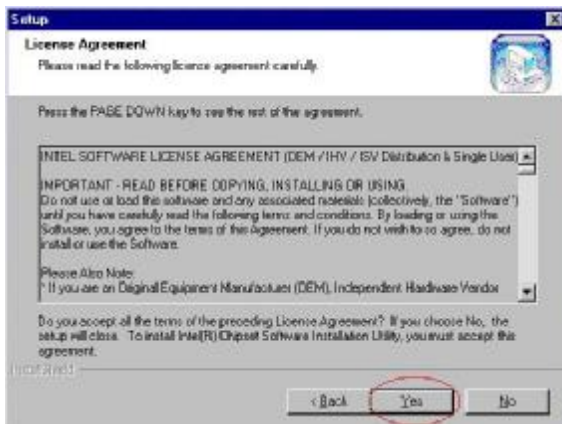 Setup
License Agreement
Please read the following license agreement carefully.
Press the PAGE DOWN key to see the rest of the agreement.
INTEL SOFTWARE LICENSE AGREEMENT (OEM / IHV / ISV Distribution & Single User)
IMPORTANT - READ BEFORE COPYING, INSTALLING OR USING.
Do not use or load this software and any associated materials (collectively, the "Software")
until you have carefully read the following terms and conditions. By loading or using the
Software, you agree to the terms of this Agreement. If you do not wish to so agree, do not
install or use the Software.
Please Also Note:
* If you are an Original Equipment Manufacturer (OEM), Independent Hardware Vendor
Do you accept all the terms of the preceding License Agreement? If you choose No, the
setup will close. To install Intel(R) Chipset Software Installation Utility, you must accept this
agreement.
InstallShield
< Back
Yes
No